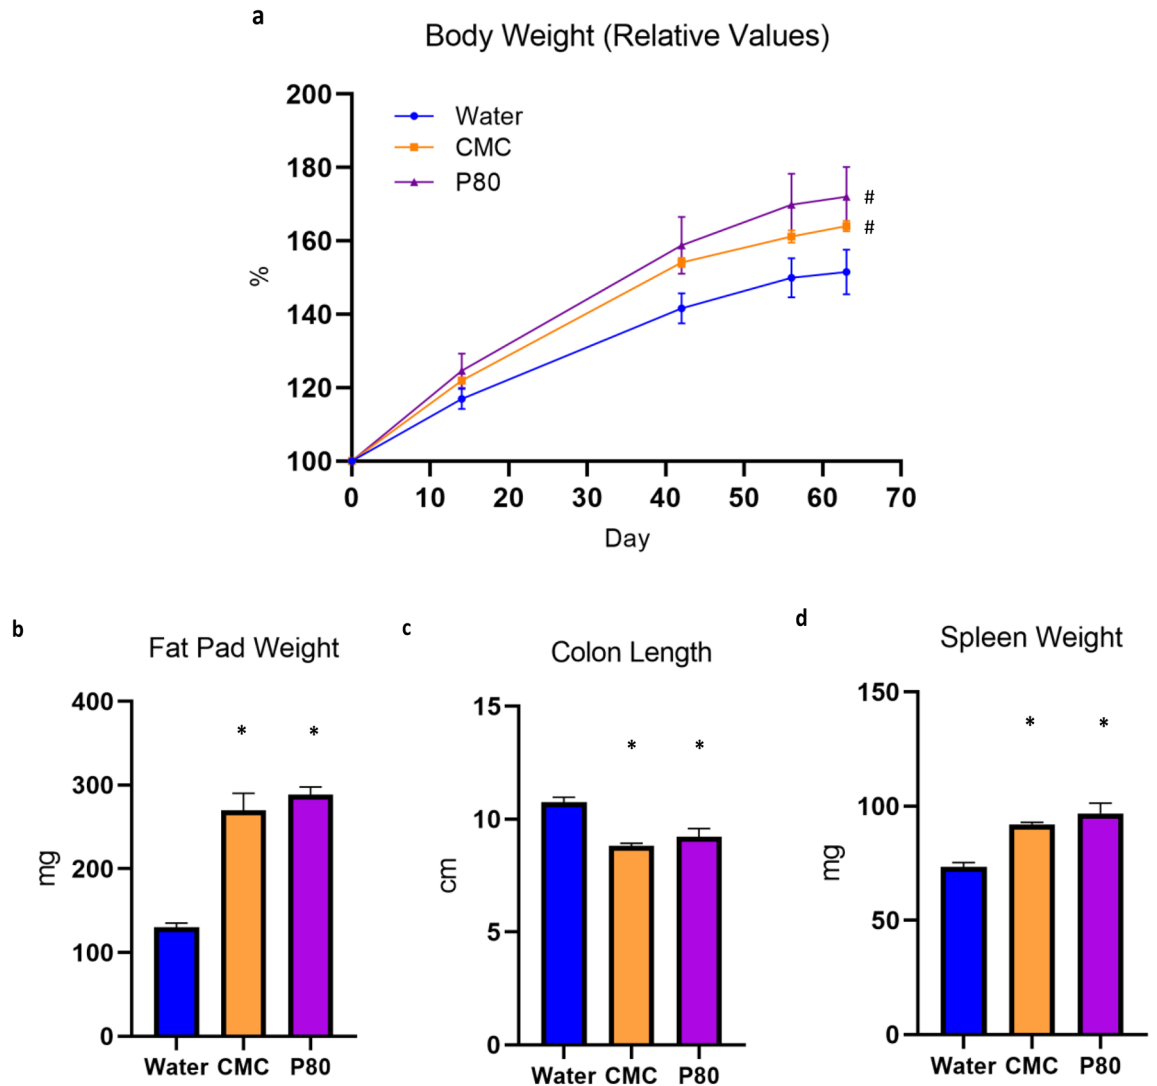 a
Body Weight (Relative Values)
200
180
160
140
120
100
%
Water
CMC
P80
#
#
0 10 20 30 40 50 60 70
Day
b
Fat Pad Weight
400
300
200
100
0
mg
* *
Water CMC P80
c
Colon Length
15
10
5
0
cm
* *
Water CMC P80
d
Spleen Weight
150
100
50
0
mg
* *
Water CMC P80